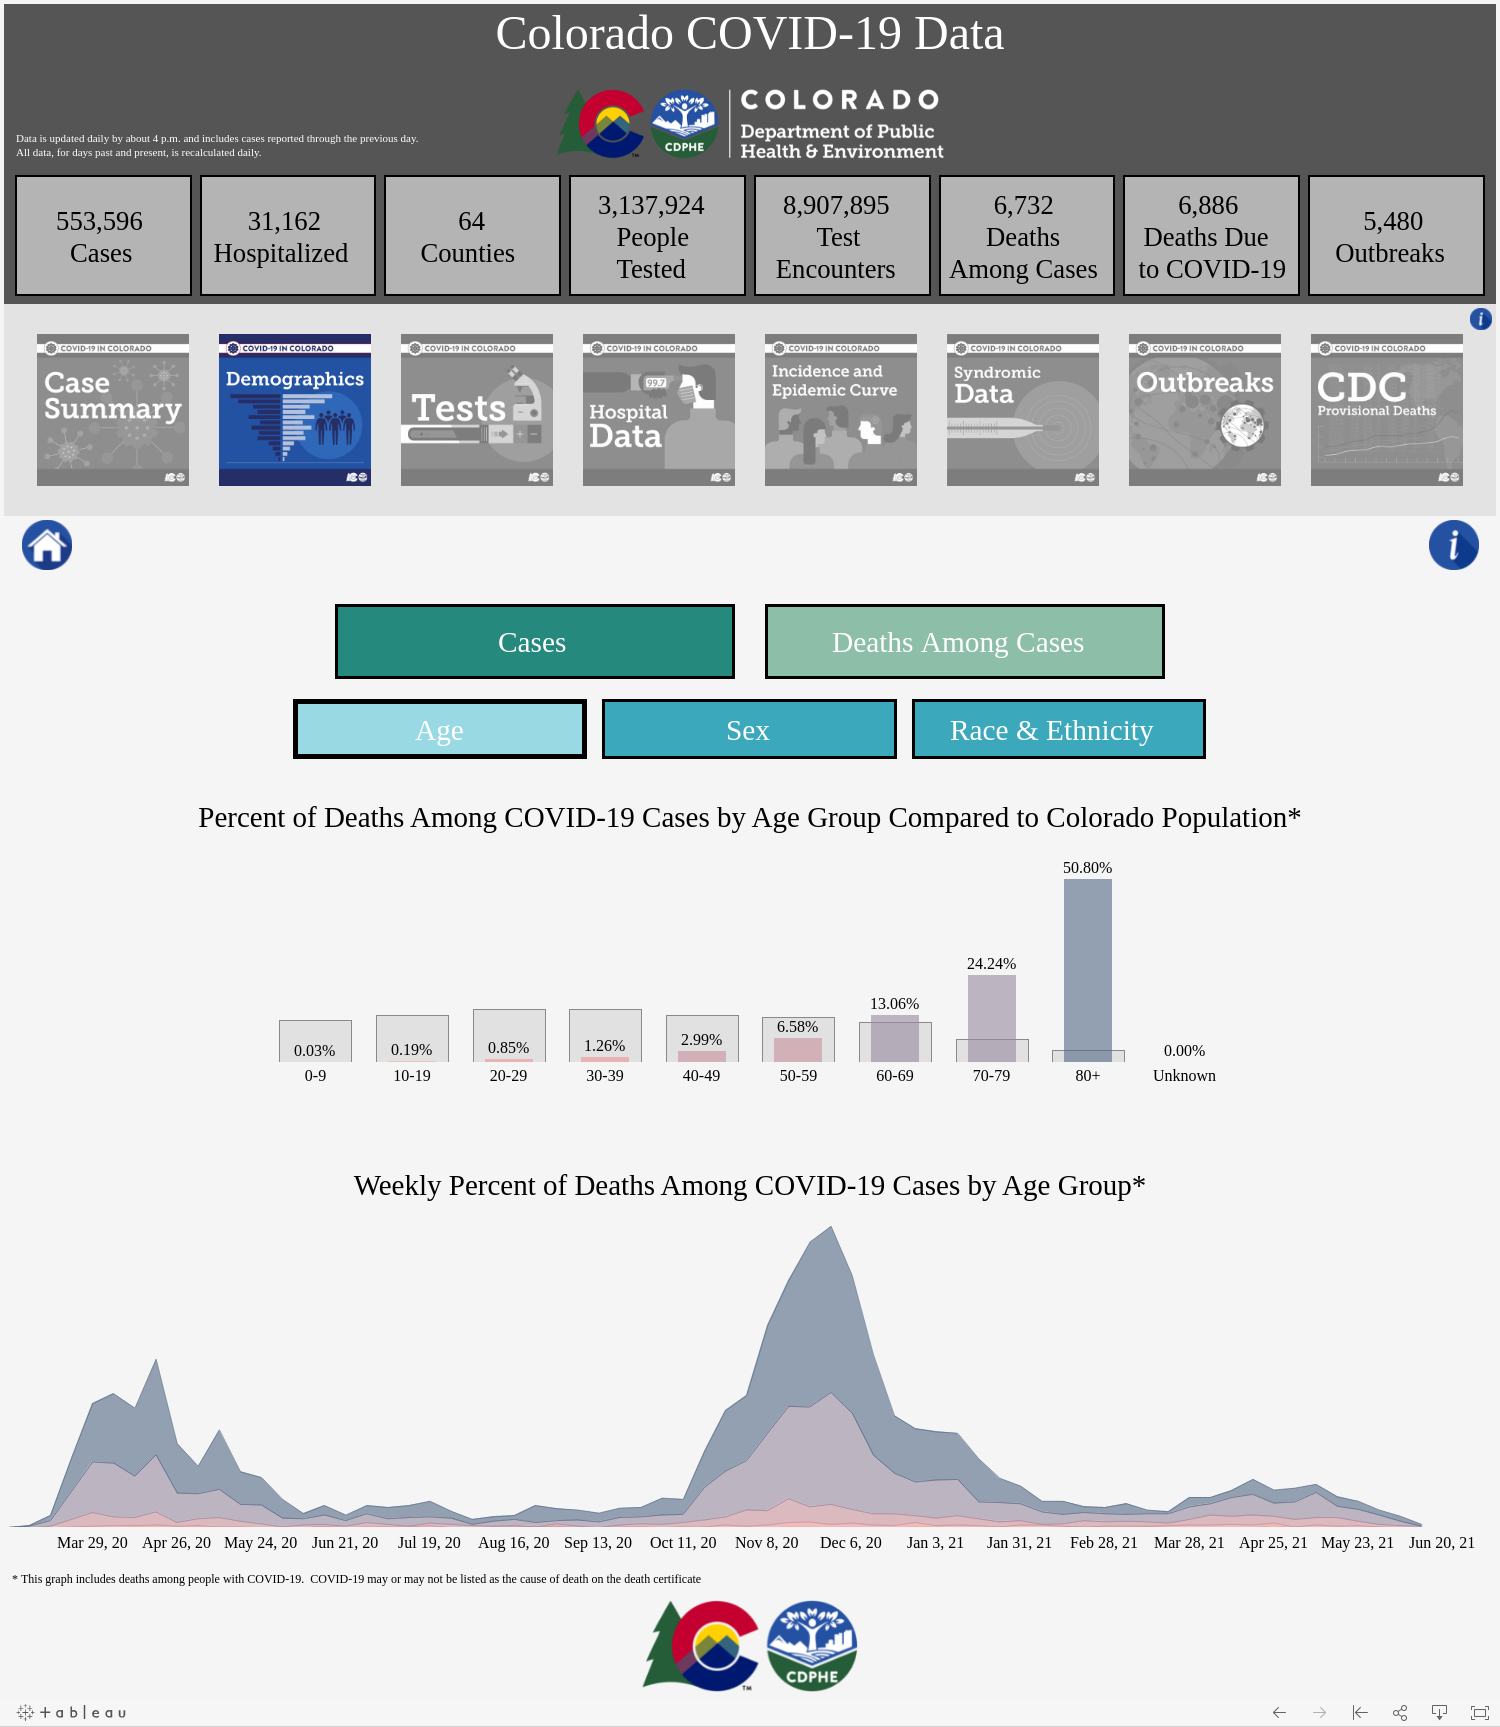 Colorado COVID-19 Data
COLORADO
Department of Public
Health & Environment
CDPHE
TM
Data is updated daily by about 4 p.m. and includes cases reported through the previous day.
All data, for days past and present, is recalculated daily.
553,596
Cases
31,162
Hospitalized
64
Counties
3,137,924
People
Tested
8,907,895
Test
Encounters
6,732
Deaths
Among Cases
6,886
Deaths Due
to COVID-19
5,480
Outbreaks
i
COVID-19 IN COLORADO
Case
Summary
COVID-19 IN COLORADO
Demographics
COVID-19 IN COLORADO
Tests
COVID-19 IN COLORADO
99.7
Hospital
Data
COVID-19 IN COLORADO
Incidence and
Epidemic Curve
COVID-19 IN COLORADO
Syndromic
Data
COVID-19 IN COLORADO
Outbreaks
COVID-19 IN COLORADO
CDC
Provisional Deaths
i
Cases
Deaths Among Cases
Age
Sex
Race & Ethnicity
Percent of Deaths Among COVID-19 Cases by Age Group Compared to Colorado Population*
50.80%
24.24%
13.06%
6.58%
2.99%
1.26%
0.85%
0.19%
0.03%
0.00%
0-9 10-19 20-29 30-39 40-49 50-59 60-69 70-79 80+ Unknown
Weekly Percent of Deaths Among COVID-19 Cases by Age Group*
Mar 29, 20 Apr 26, 20 May 24, 20 Jun 21, 20 Jul 19, 20 Aug 16, 20 Sep 13, 20 Oct 11, 20 Nov 8, 20 Dec 6, 20 Jan 3, 21 Jan 31, 21 Feb 28, 21 Mar 28, 21 Apr 25, 21 May 23, 21 Jun 20, 21
* This graph includes deaths among people with COVID-19.  COVID-19 may or may not be listed as the cause of death on the death certificate
TM
CDPHE
+ableau